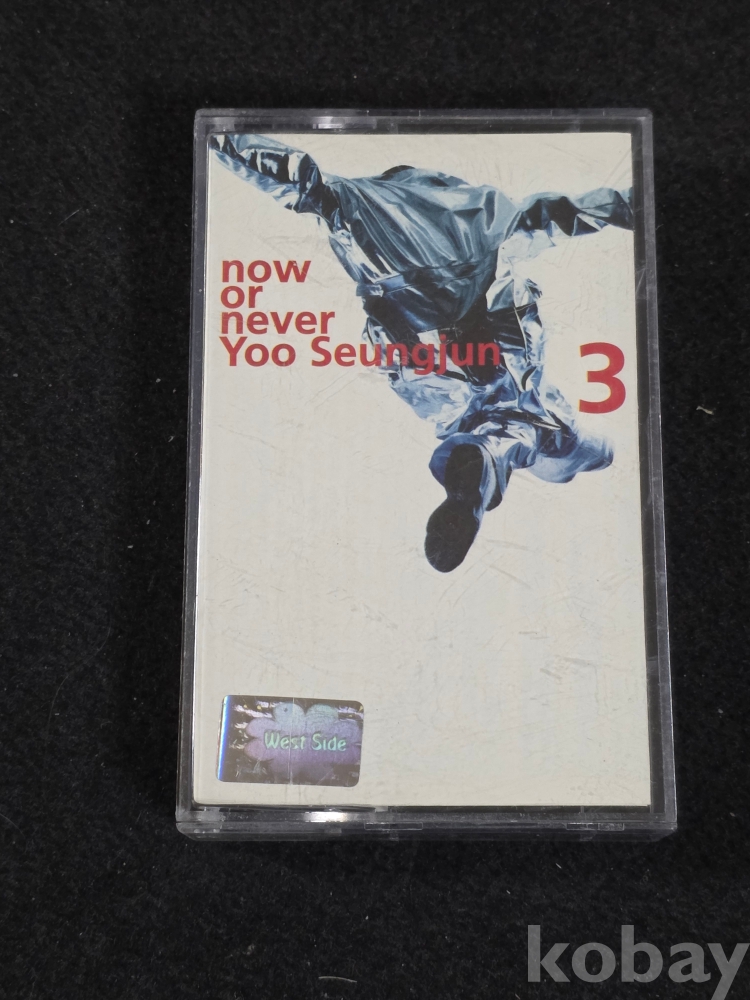 now
or
never
Yoo Seungjun
3
West Side
kobay